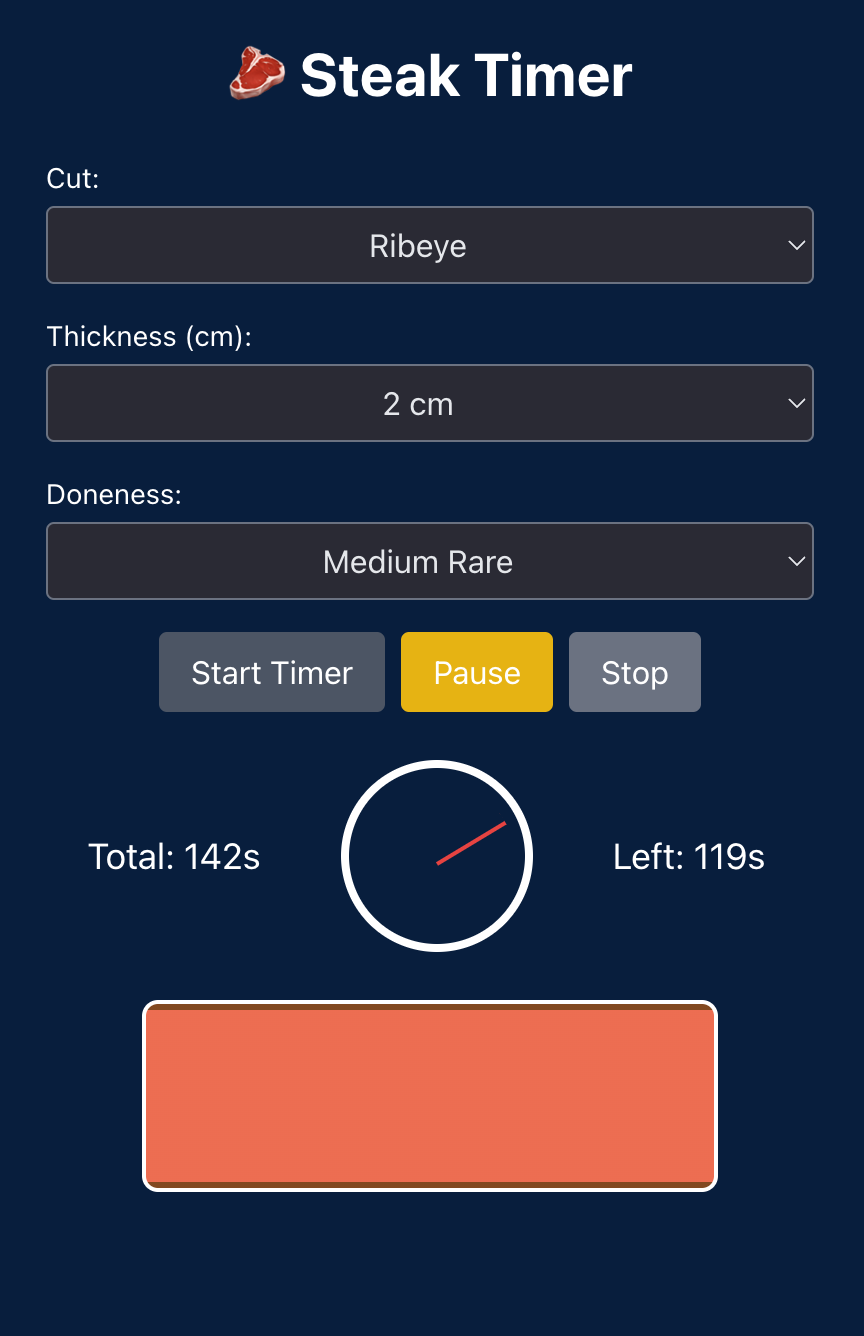 🥩 Steak Timer
Cut:
Ribeye
Thickness (cm):
2 cm
Doneness:
Medium Rare
Start Timer Pause Stop
Total: 142s Left: 119s